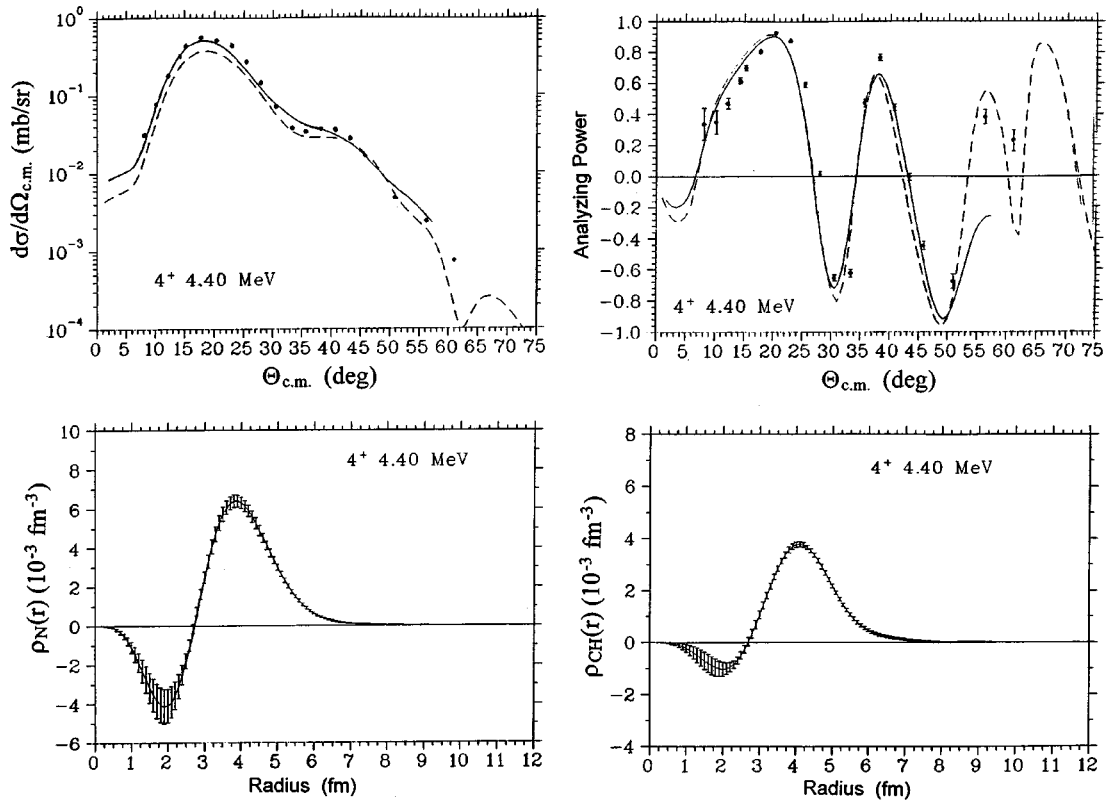 10⁰
10⁻¹
10⁻²
10⁻³
10⁻⁴
dσ/dΩc.m. (mb/sr)
4⁺ 4.40 MeV
0 5 10 15 20 25 30 35 40 45 50 55 60 65 70 75
Θc.m. (deg)
1.0
0.8
0.6
0.4
0.2
0.0
−0.2
−0.4
−0.6
−0.8
−1.0
Analyzing Power
4⁺ 4.40 MeV
0 5 10 15 20 25 30 35 40 45 50 55 60 65 70 75
Θc.m. (deg)
10
8
6
4
2
0
−2
−4
−6
ρN(r) (10⁻³ fm⁻³)
4⁺ 4.40 MeV
0 1 2 3 4 5 6 7 8 9 10 11 12
Radius (fm)
8
6
4
2
0
−2
−4
ρCH(r) (10⁻³ fm⁻³)
4⁺ 4.40 MeV
0 1 2 3 4 5 6 7 8 9 10 11 12
Radius (fm)